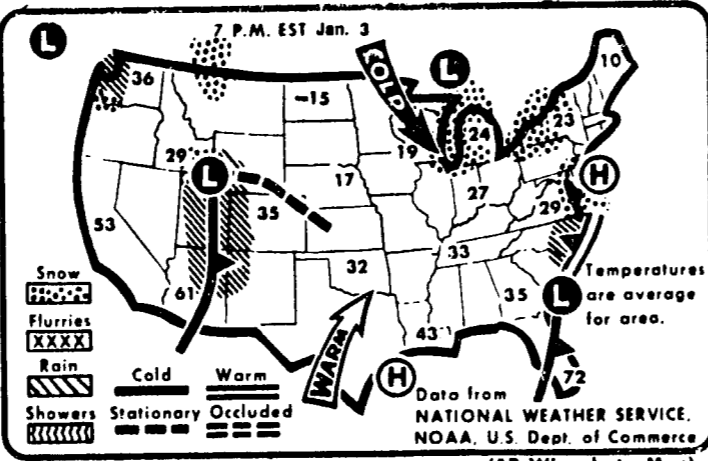 7 P.M. EST Jan. 3
L
COLD
L
10
36
-15
24
23
19
29
L
17
27
H
35
29
53
33
32
Snow
61
L
Temperatures
35
are average
for area.
Flurries
XXXX
43
WARM
H
72
Rain
Cold
Warm
Data from
Showers
Stationary
Occluded
NATIONAL WEATHER SERVICE,
NOAA, U.S. Dept. of Commerce